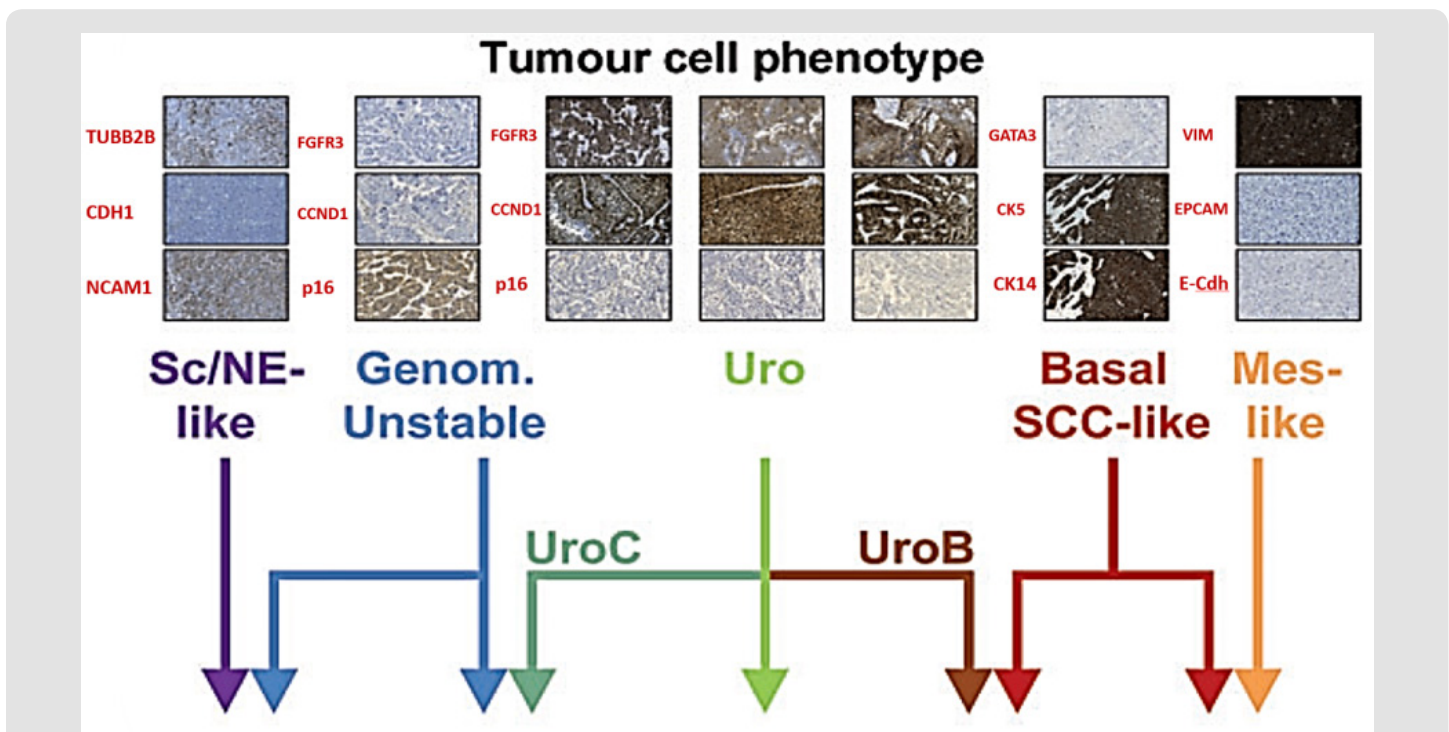 Tumour cell phenotype
TUBB2B
FGFR3
FGFR3
GATA3
VIM
CDH1
CCND1
CCND1
CK5
EPCAM
NCAM1
p16
p16
CK14
E-Cdh
Sc/NE-
like
Genom.
Unstable
Uro
Basal
SCC-like
Mes-
like
UroC
UroB